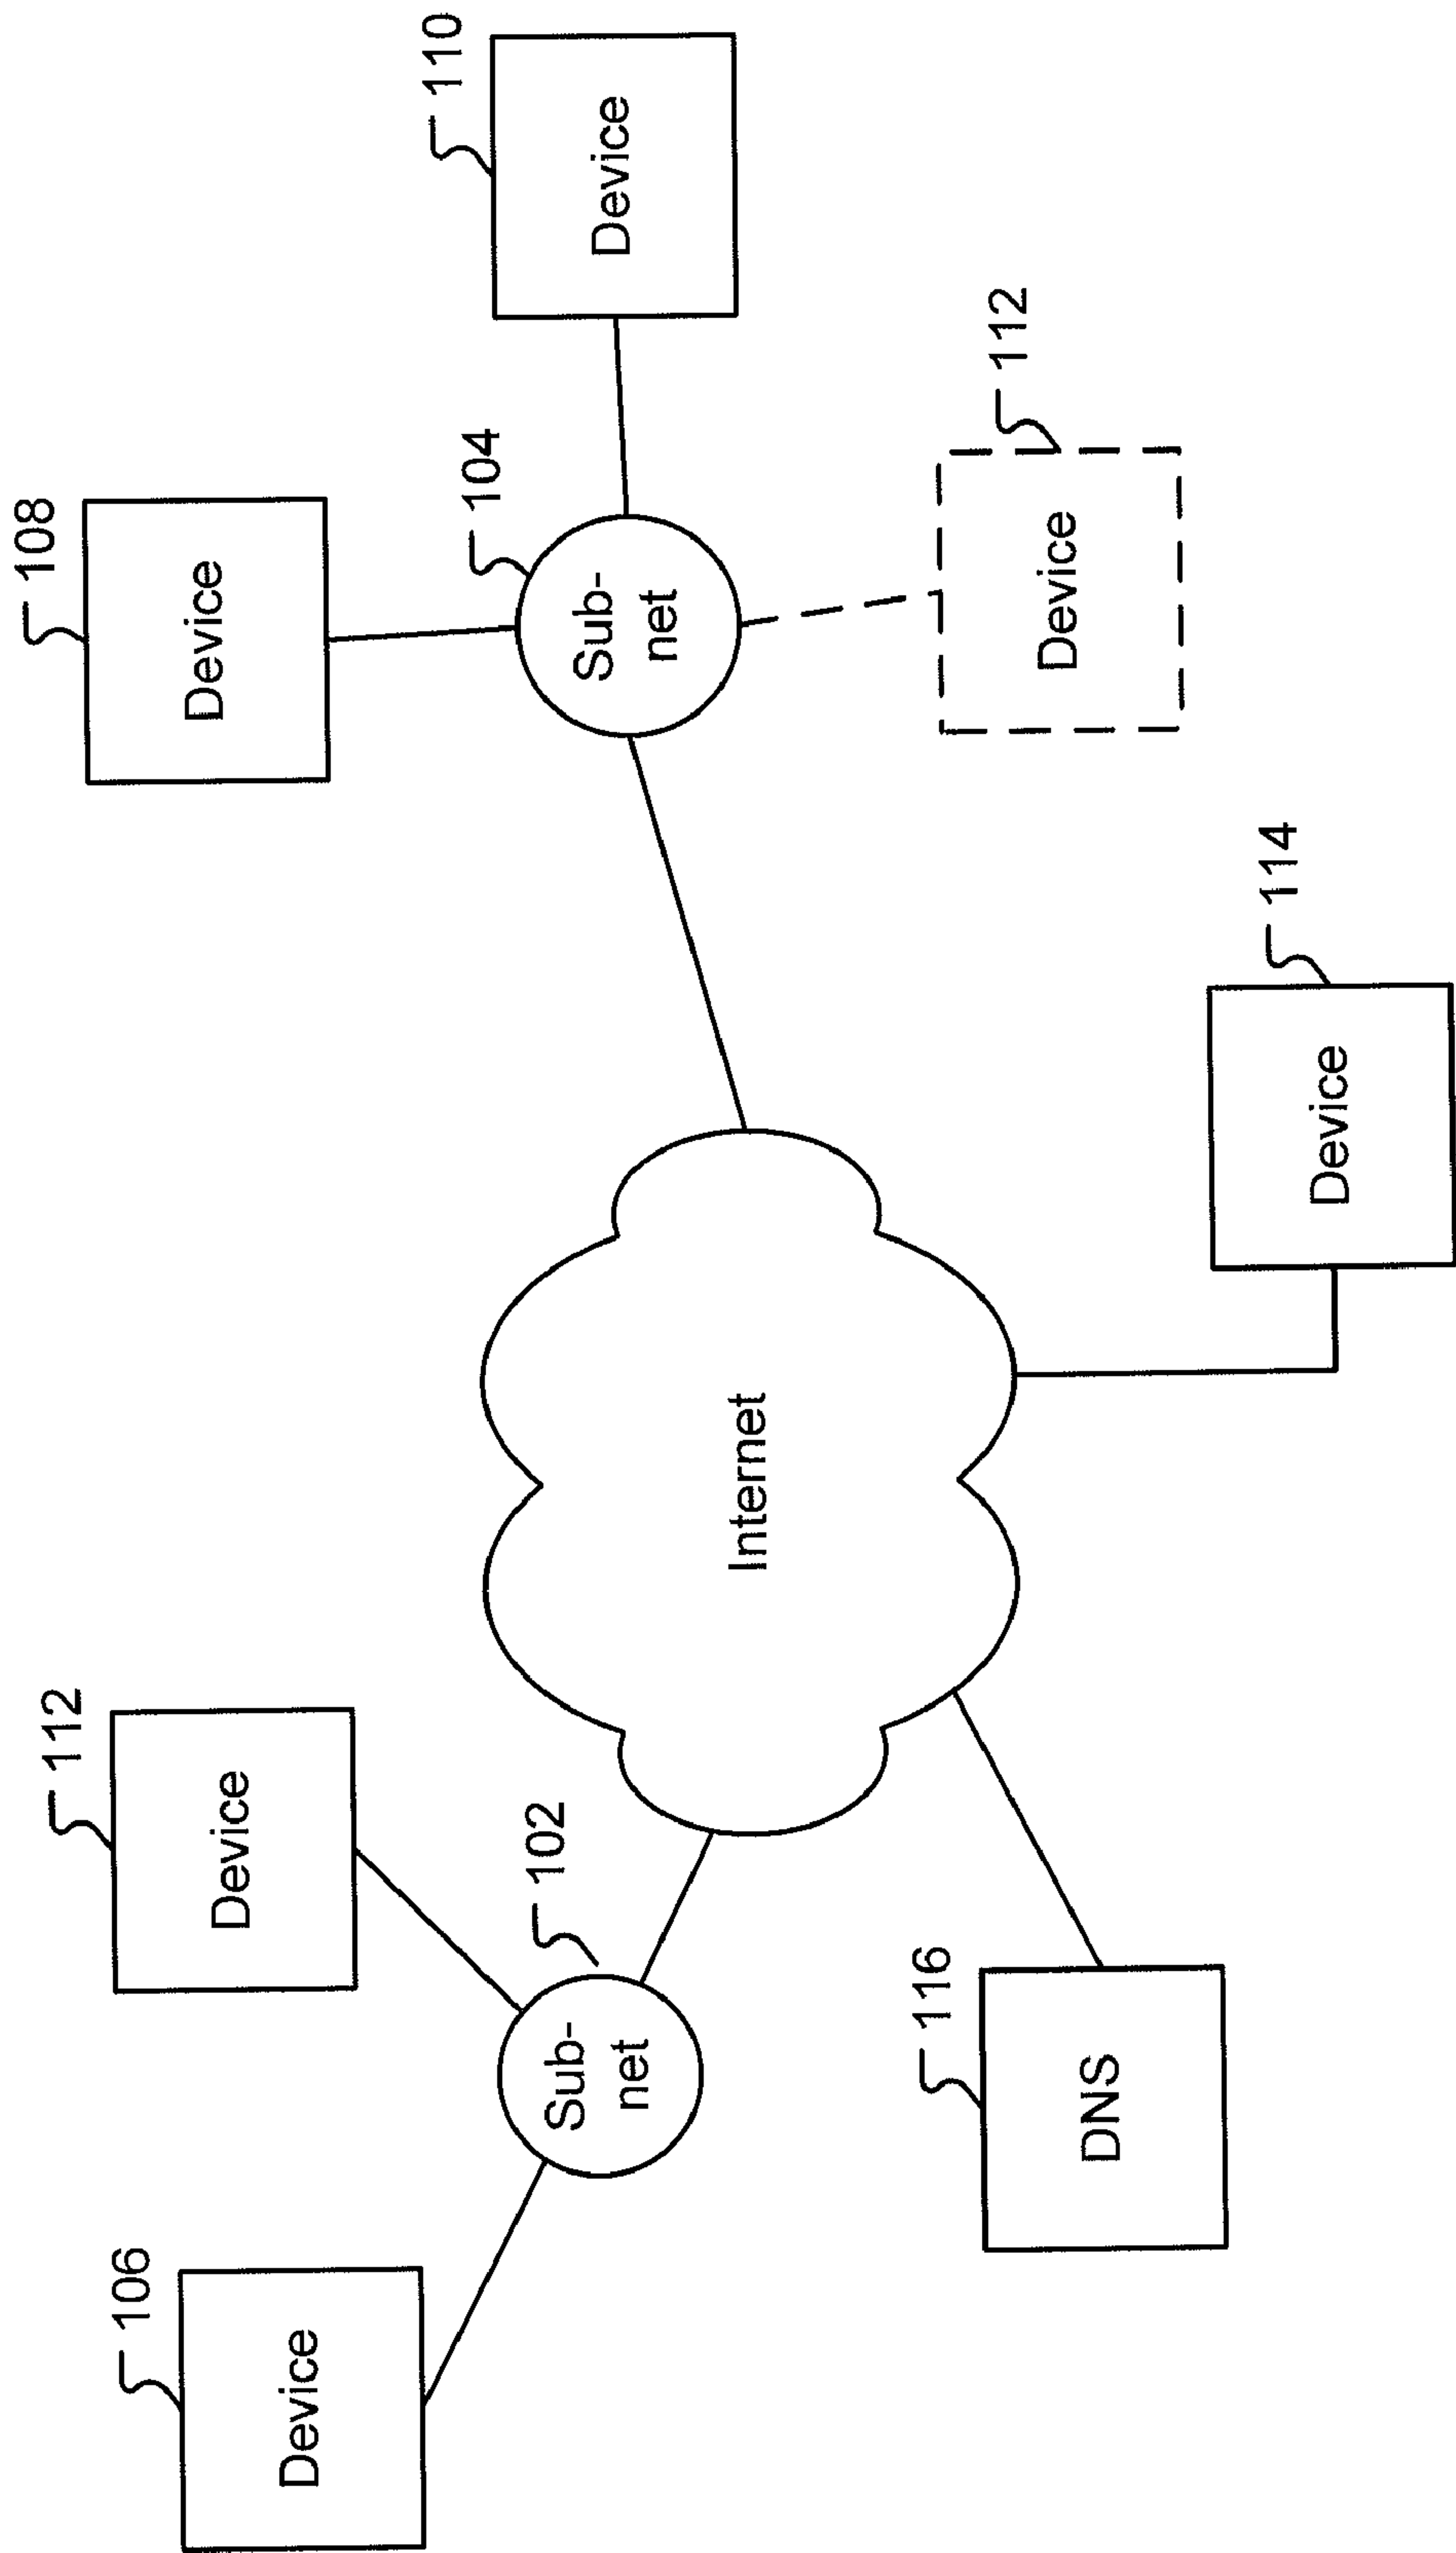 112
Device
106
Device
102
Sub-
net
116
DNS
Internet
108
Device
104
Sub-
net
110
Device
112
Device
114
Device